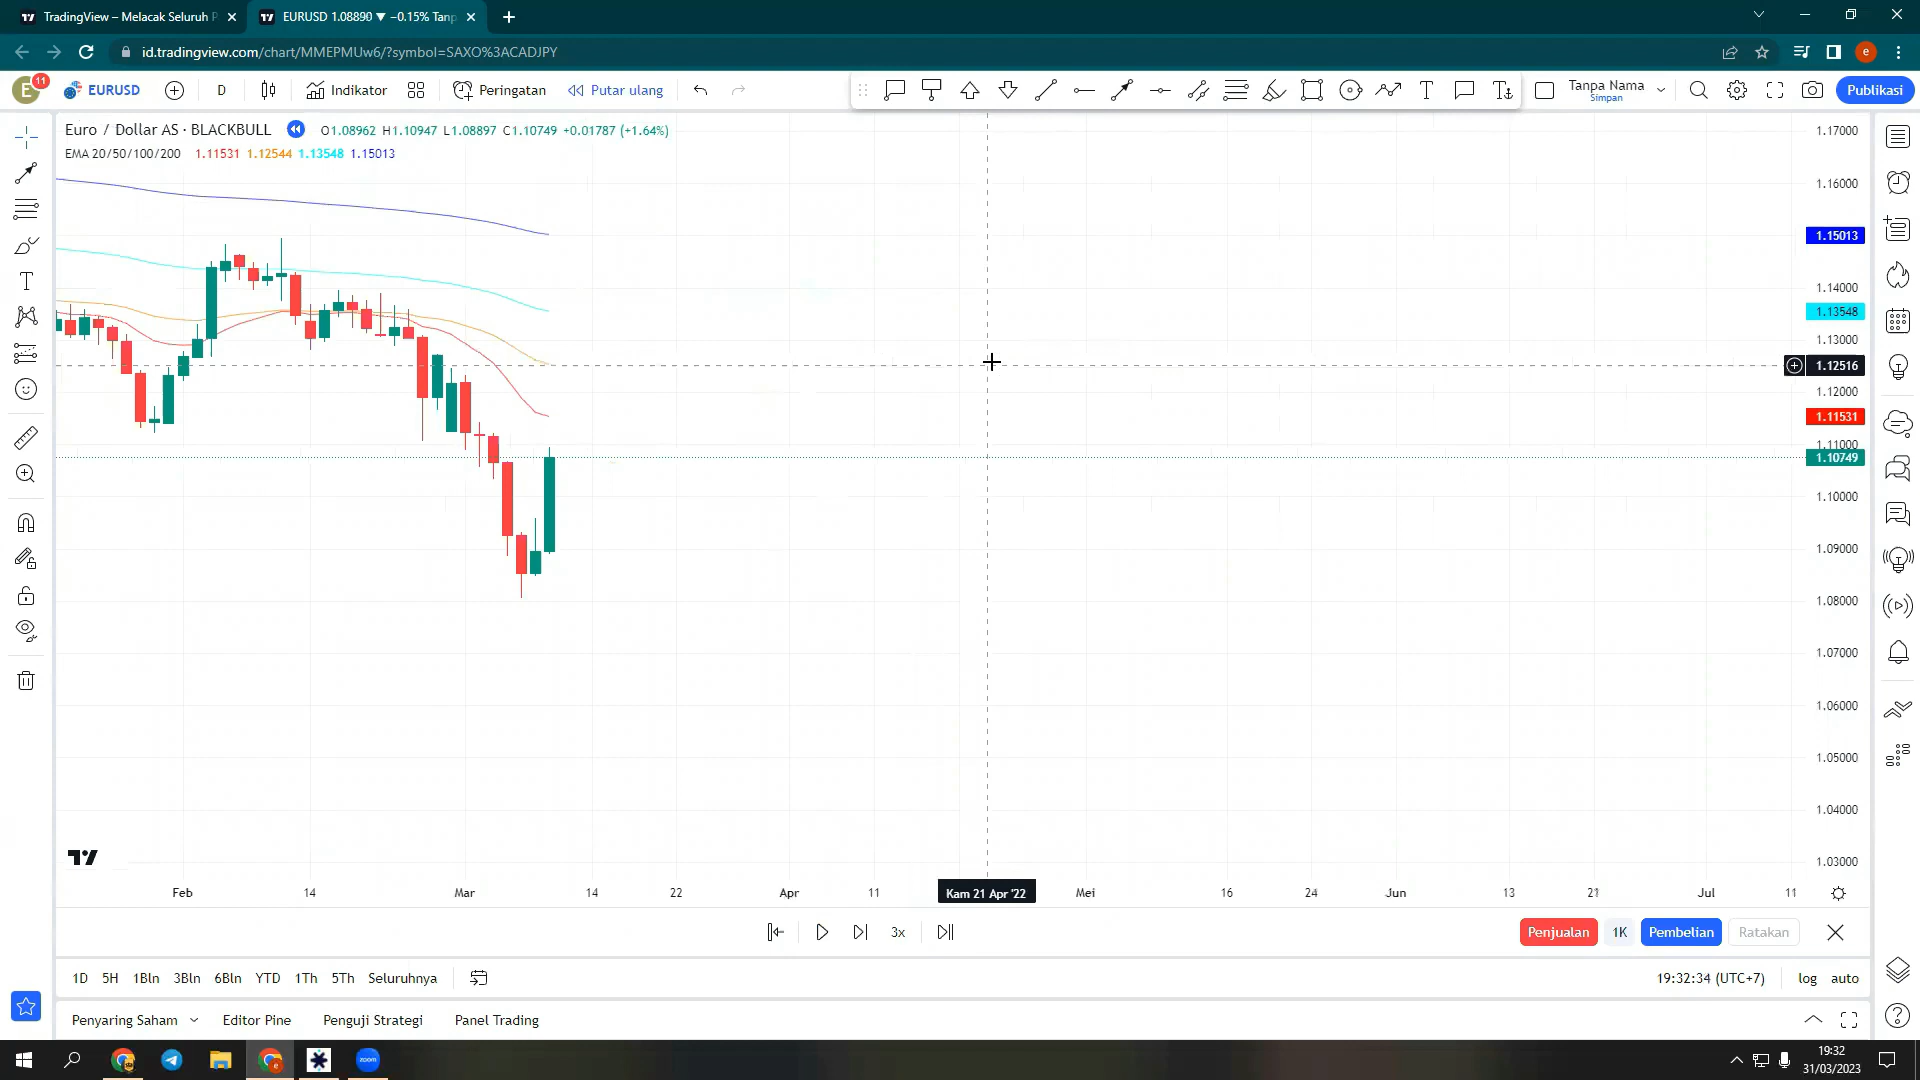 TradingView – Melacak Seluruh P
EURUSD 1.08890 ▼ −0.15% Tanp
id.tradingview.com/chart/MMEPMUw6/?symbol=SAXO%3ACADJPY
e
E
11
EURUSD
D
Indikator
Peringatan
Putar ulang
Tanpa Nama
Simpan
Publikasi
Euro / Dollar AS · BLACKBULL
O1.08962 H1.10947 L1.08897 C1.10749 +0.01787 (+1.64%)
EMA 20/50/100/200 1.11531 1.12544 1.13548 1.15013
1.17000
1.16000
1.15013
1.14000
1.13548
1.13000
1.12516
1.12000
1.11531
1.11000
1.10749
1.10000
1.09000
1.08000
1.07000
1.06000
1.05000
1.04000
1.03000
Feb 14 Mar 14 22 Apr 11 Kam 21 Apr '22 Mei 16 24 Jun 13 21 Jul 11
3x
Penjualan 1K Pembelian Ratakan
1D 5H 1Bln 3Bln 6Bln YTD 1Th 5Th Seluruhnya
19:32:34 (UTC+7) log auto
Penyaring Saham Editor Pine Penguji Strategi Panel Trading
zoom
19:32
31/03/2023